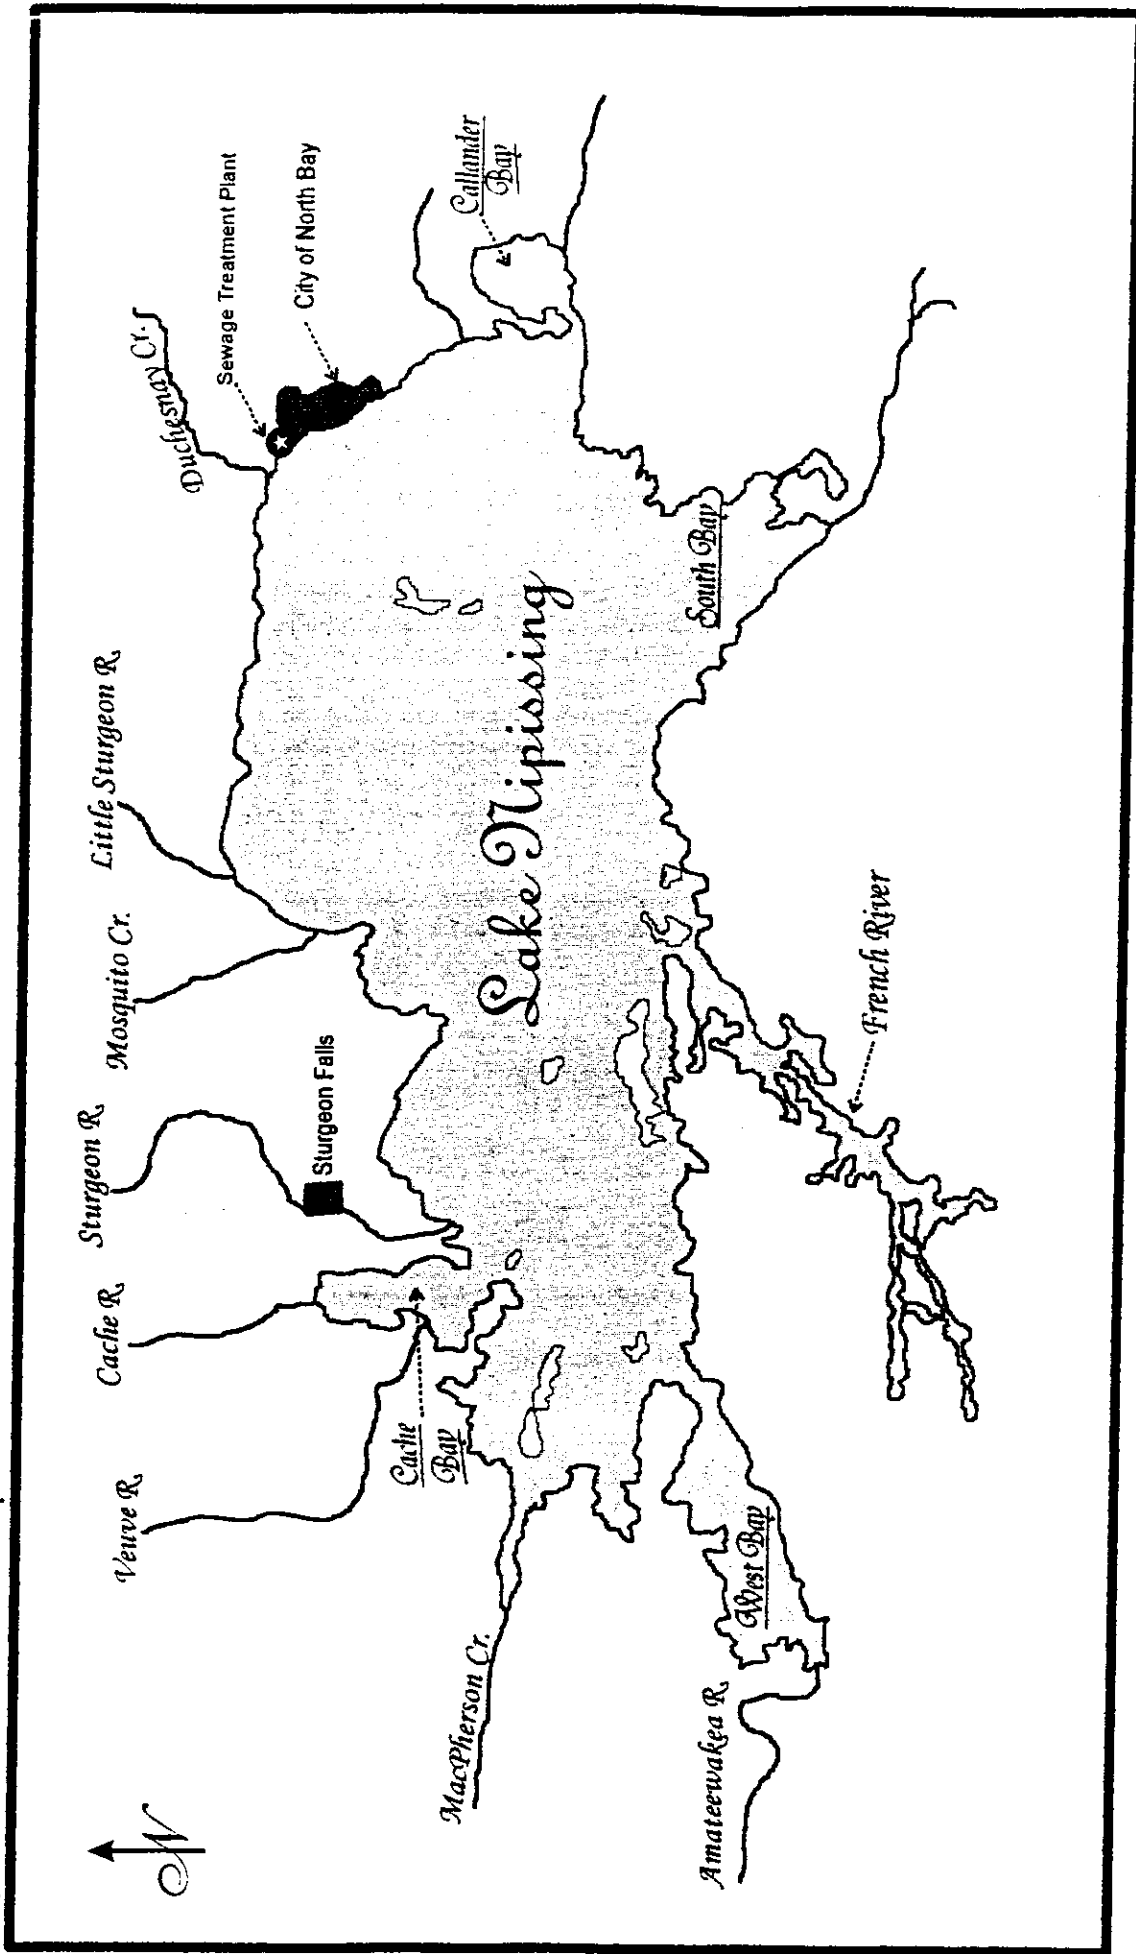 N
Veuve R.
Cache R.
Sturgeon R.
Mosquito Cr.
Little Sturgeon R.
Duchesnay Cr.
Sewage Treatment Plant
City of North Bay
Callander
Bay
Sturgeon Falls
Cache
Bay
MacPherson Cr.
Lake Nipissing
South Bay
West Bay
Amateewakea R.
French River